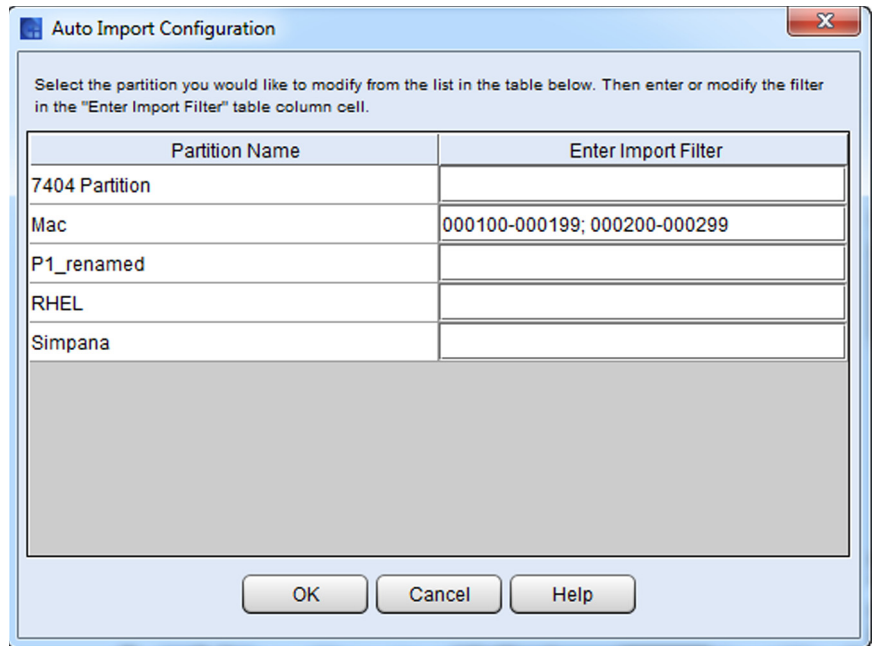 Auto Import Configuration
Select the partition you would like to modify from the list in the table below. Then enter or modify the filter
in the "Enter Import Filter" table column cell.
Partition Name Enter Import Filter
7404 Partition
Mac 000100-000199; 000200-000299
P1_renamed
RHEL
Simpana
OK Cancel Help